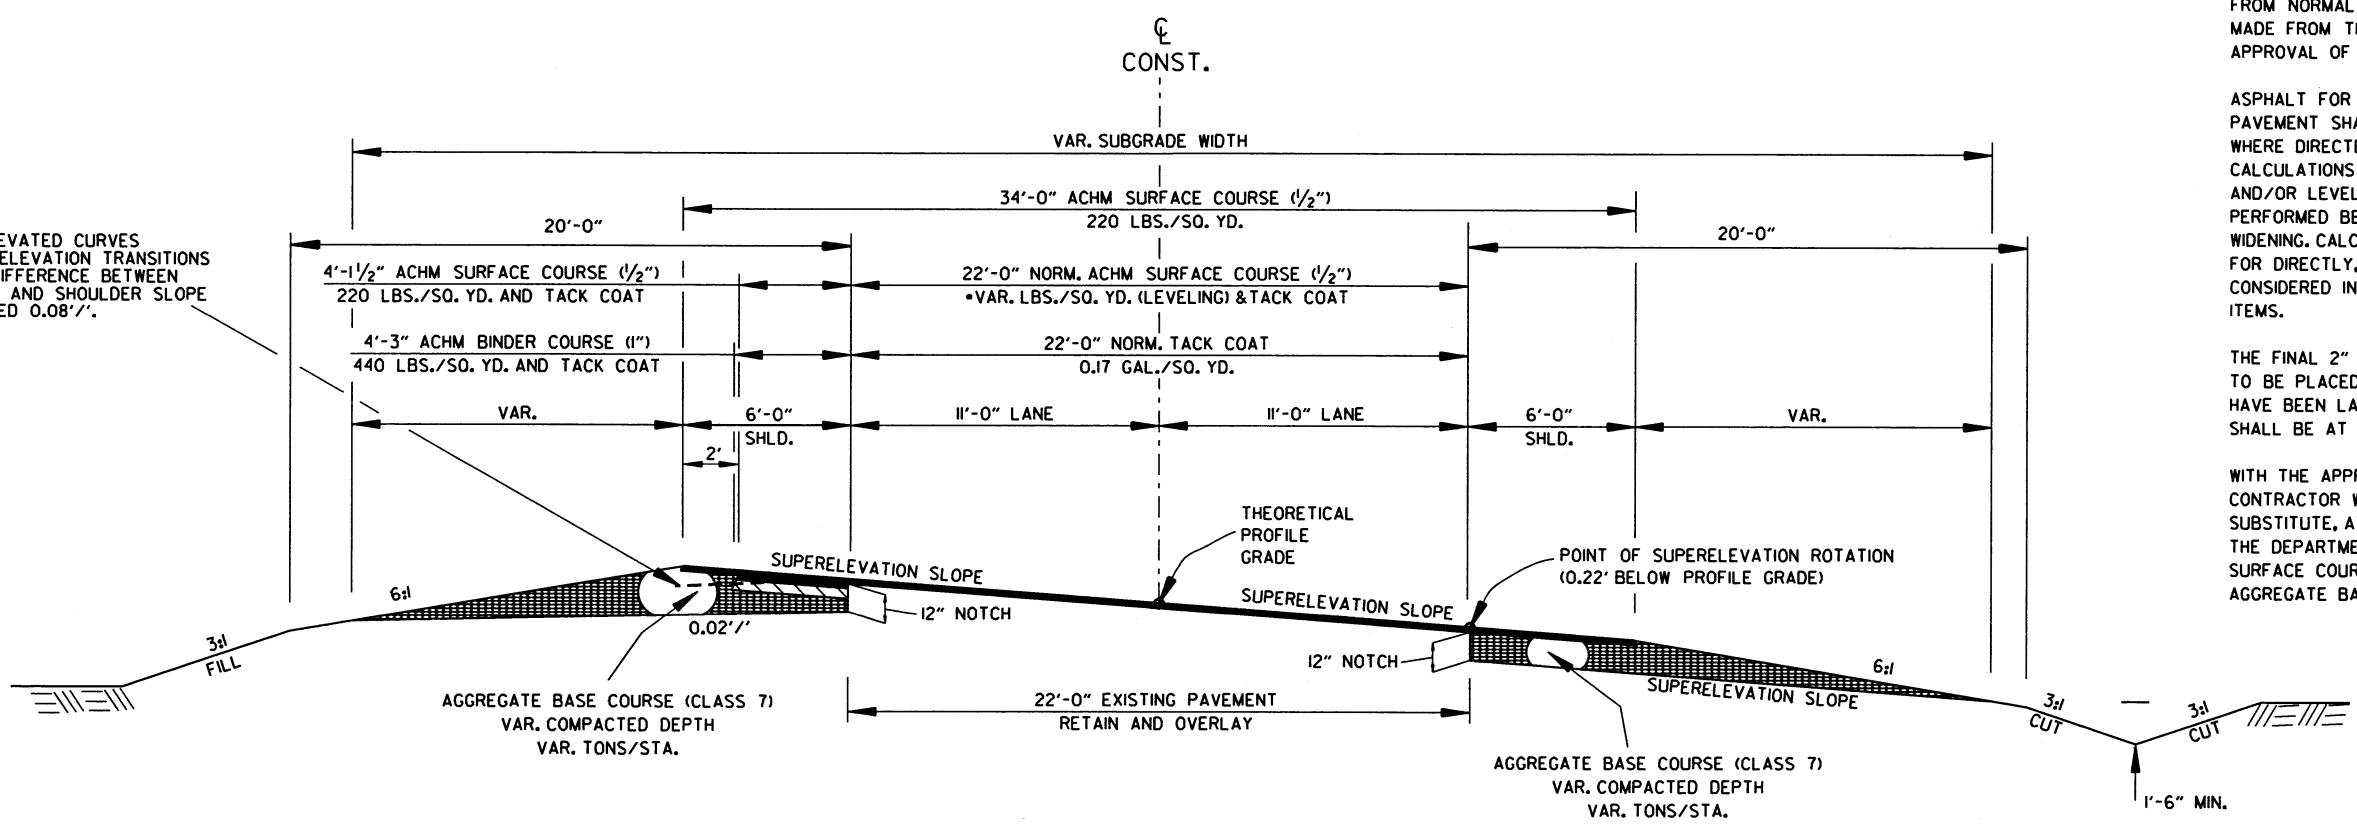 ℄
CONST.
VAR. SUBGRADE WIDTH
34'-0" ACHM SURFACE COURSE (1/2")
220 LBS./SQ. YD.
20'-0"
20'-0"
4'-1 1/2" ACHM SURFACE COURSE (1/2")
220 LBS./SQ. YD. AND TACK COAT
22'-0" NORM. ACHM SURFACE COURSE (1/2")
•VAR. LBS./SQ. YD. (LEVELING) & TACK COAT
4'-3" ACHM BINDER COURSE (1")
440 LBS./SQ. YD. AND TACK COAT
22'-0" NORM. TACK COAT
0.17 GAL./SQ. YD.
VAR.
6'-0"
SHLD.
11'-0" LANE
11'-0" LANE
6'-0"
SHLD.
VAR.
2'
EVATED CURVES
ELEVATION TRANSITIONS
IFFERENCE BETWEEN
AND SHOULDER SLOPE
ED 0.08'/'.
THEORETICAL
PROFILE
GRADE
SUPERELEVATION SLOPE
SUPERELEVATION SLOPE
POINT OF SUPERELEVATION ROTATION
(0.22' BELOW PROFILE GRADE)
6:1
12" NOTCH
0.02'/'
3:1
FILL
12" NOTCH
6:1
SUPERELEVATION SLOPE
3:1
CUT
3:1
CUT
AGGREGATE BASE COURSE (CLASS 7)
VAR. COMPACTED DEPTH
VAR. TONS/STA.
22'-0" EXISTING PAVEMENT
RETAIN AND OVERLAY
AGGREGATE BASE COURSE (CLASS 7)
VAR. COMPACTED DEPTH
VAR. TONS/STA.
1'-6" MIN.
FROM NORMAL
MADE FROM T
APPROVAL OF
ASPHALT FOR
PAVEMENT SHA
WHERE DIRECTE
CALCULATIONS
AND/OR LEVEL
PERFORMED BE
WIDENING. CALC
FOR DIRECTLY,
CONSIDERED IN
ITEMS.
THE FINAL 2"
TO BE PLACED
HAVE BEEN LA
SHALL BE AT
WITH THE APP
CONTRACTOR W
SUBSTITUTE, A
THE DEPARTME
SURFACE COUR
AGGREGATE BA